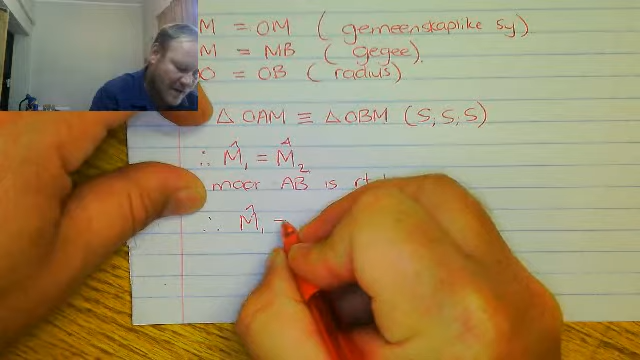 M = OM (gemeenskaplike sy)
M = MB (gegee).
O = OB (radius)
△OAM ≡ △OBM (S, S, S)
∴ M̂₁ = M̂₂
maar AB is
∴ M̂₁ =